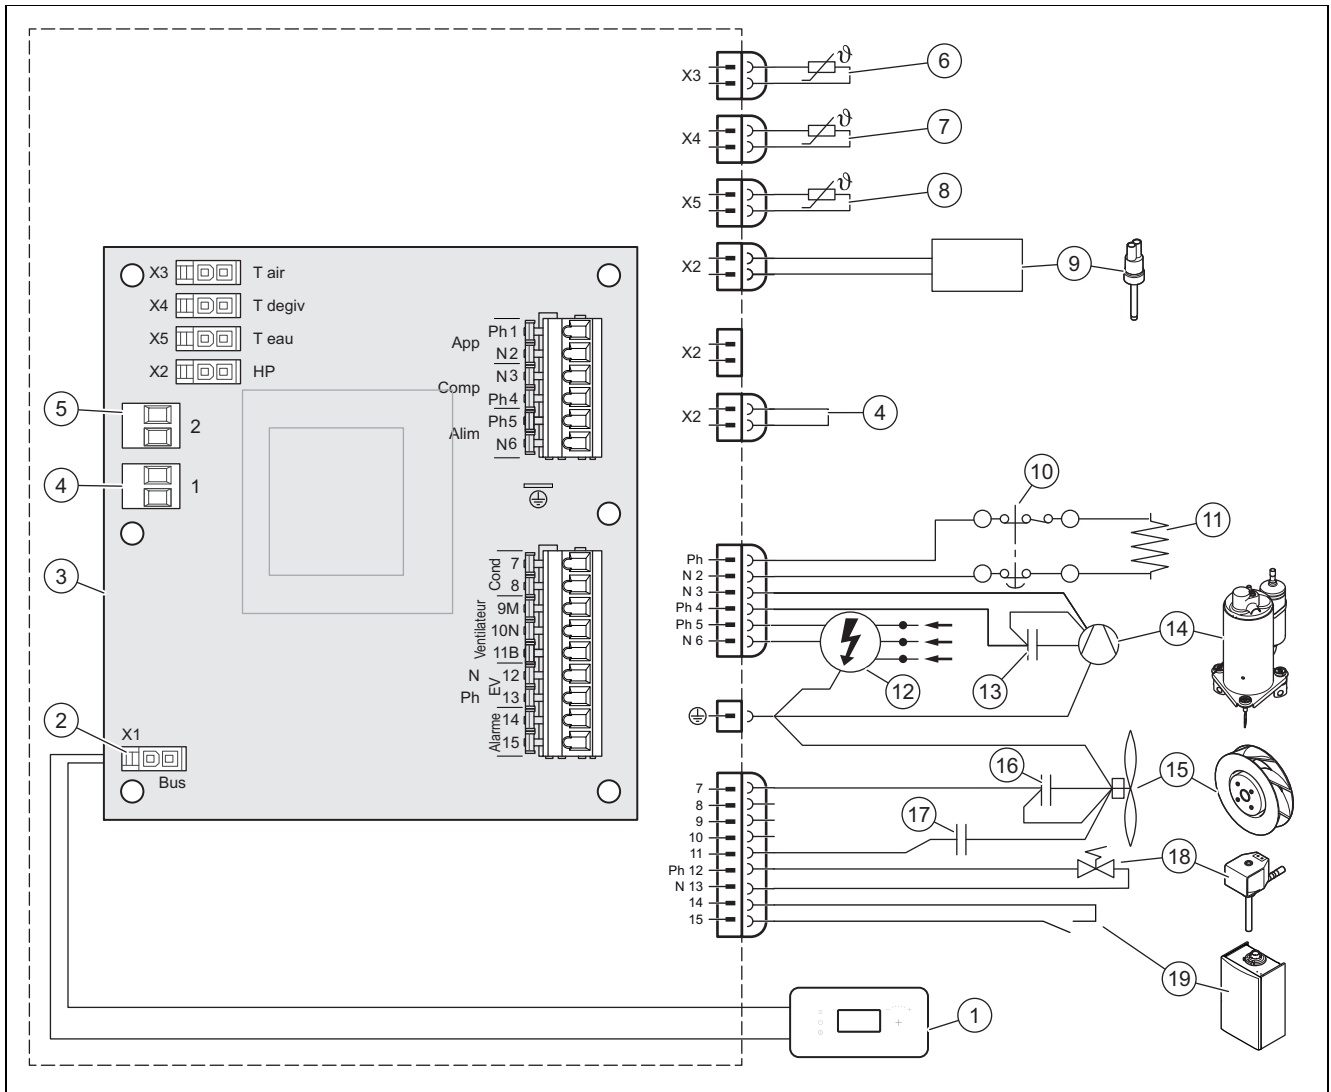 X3
ϑ
6
X4
ϑ
7
X5
ϑ
8
X2
9
X3 T air
X4 T degiv
X5 T eau
X2 HP
App
Ph 1
N 2
N 3
Comp
Ph 4
Ph5
Alim
N6
X2
X2
4
5
2
4
1
3
10
11
Ph
N 2
N 3
Ph 4
Ph 5
N 6
12
13
14
Cond
7
8
Ventilateur
9M
10N
11B
N 12
EV
Ph 13
Alarme
14
15
2
X1
Bus
7
8
9
10
11
Ph 12
N 13
14
15
16
17
15
18
19
- +
+
1